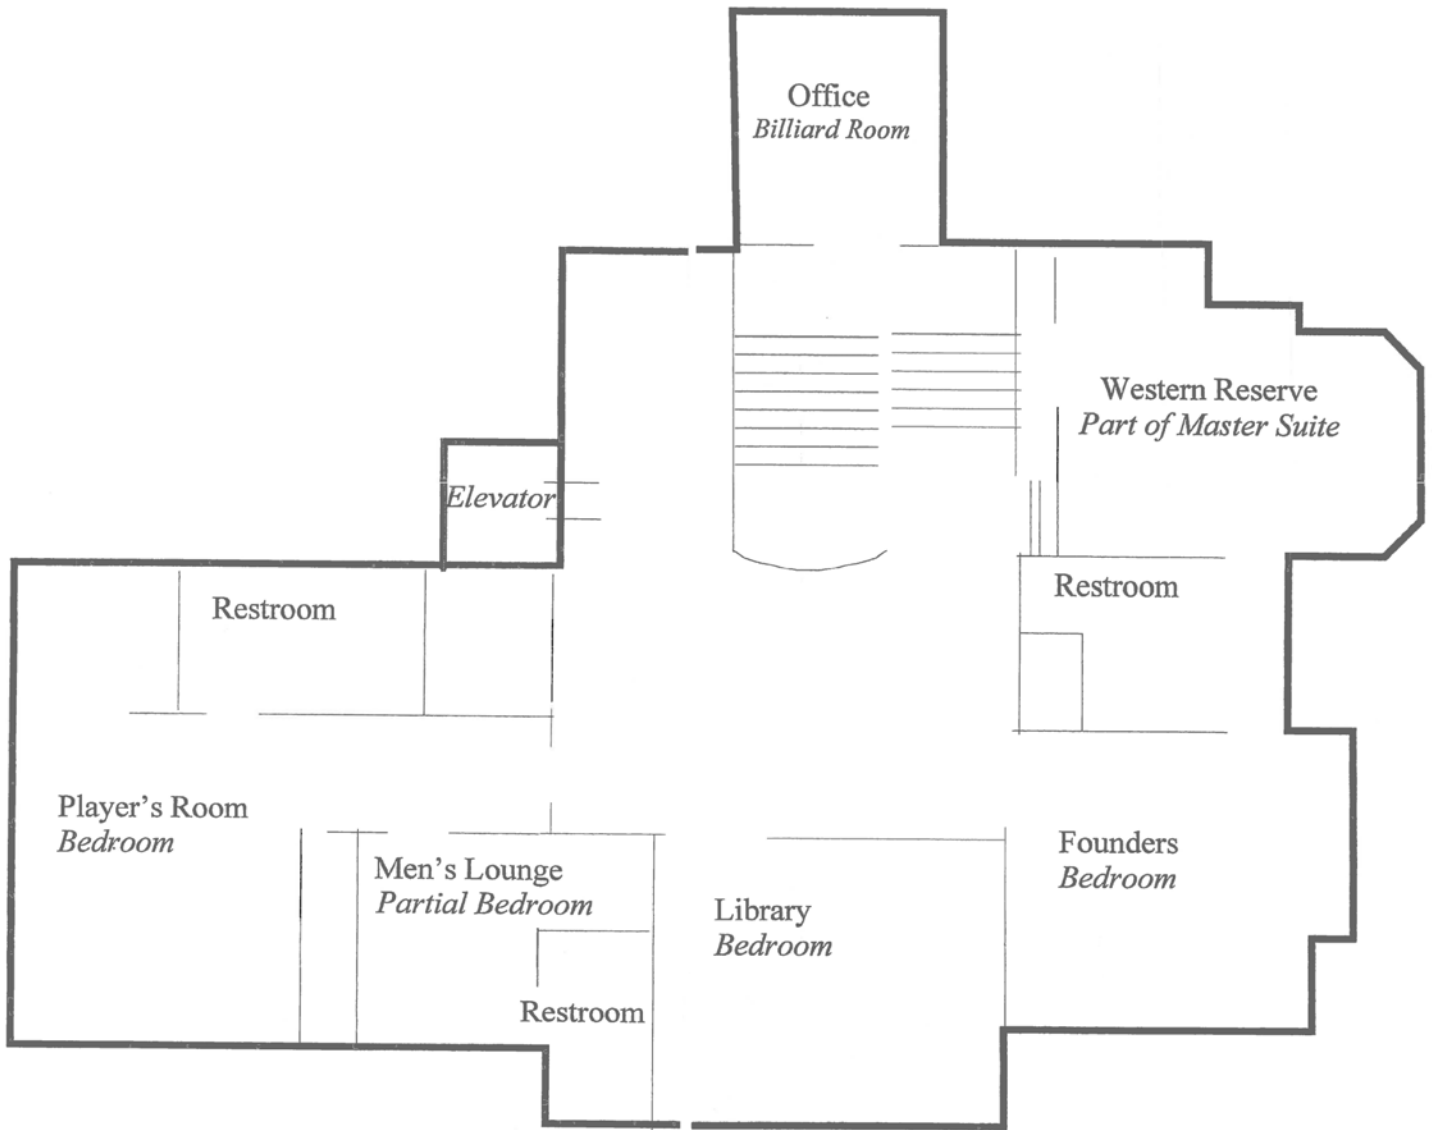 Office
Billiard Room
Western Reserve
Part of Master Suite
Elevator
Restroom
Restroom
Player's Room
Bedroom
Men's Lounge
Partial Bedroom
Library
Bedroom
Founders
Bedroom
Restroom